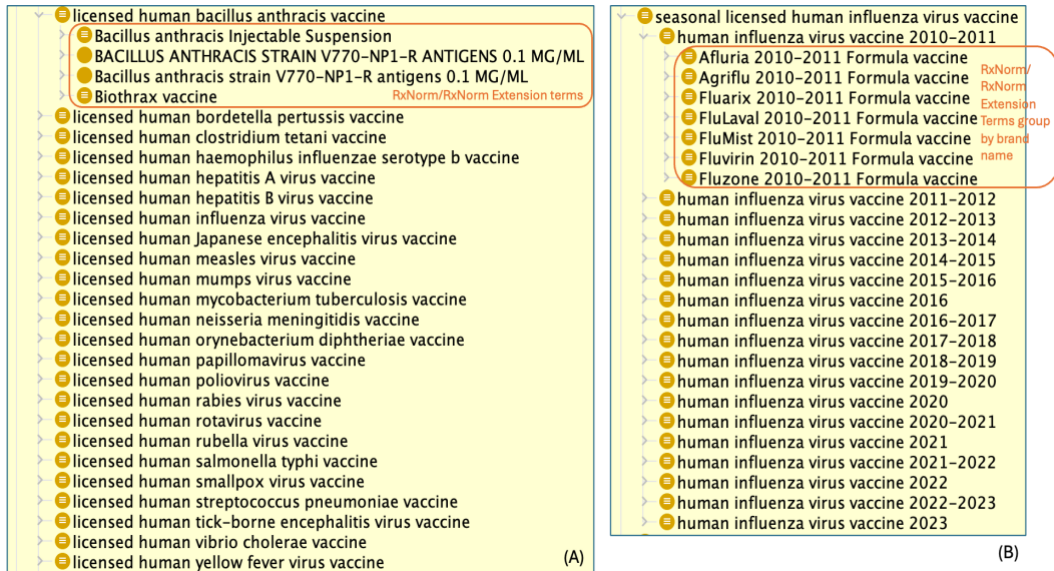 licensed human bacillus anthracis vaccine
Bacillus anthracis Injectable Suspension
BACILLUS ANTHRACIS STRAIN V770-NP1-R ANTIGENS 0.1 MG/ML
Bacillus anthracis strain V770-NP1-R antigens 0.1 MG/ML
Biothrax vaccine
RxNorm/RxNorm Extension terms
licensed human bordetella pertussis vaccine
licensed human clostridium tetani vaccine
licensed human haemophilus influenzae serotype b vaccine
licensed human hepatitis A virus vaccine
licensed human hepatitis B virus vaccine
licensed human influenza virus vaccine
licensed human Japanese encephalitis virus vaccine
licensed human measles virus vaccine
licensed human mumps virus vaccine
licensed human mycobacterium tuberculosis vaccine
licensed human neisseria meningitidis vaccine
licensed human orynebacterium diphtheriae vaccine
licensed human papillomavirus vaccine
licensed human poliovirus vaccine
licensed human rabies virus vaccine
licensed human rotavirus vaccine
licensed human rubella virus vaccine
licensed human salmonella typhi vaccine
licensed human smallpox virus vaccine
licensed human streptococcus pneumoniae vaccine
licensed human tick-borne encephalitis virus vaccine
licensed human vibrio cholerae vaccine
licensed human yellow fever virus vaccine
(A)
seasonal licensed human influenza virus vaccine
human influenza virus vaccine 2010-2011
Afluria 2010-2011 Formula vaccine
Agriflu 2010-2011 Formula vaccine
Fluarix 2010-2011 Formula vaccine
FluLaval 2010-2011 Formula vaccine
FluMist 2010-2011 Formula vaccine
Fluvirin 2010-2011 Formula vaccine
Fluzone 2010-2011 Formula vaccine
RxNorm/
RxNorm
Extension
Terms group
by brand
name
human influenza virus vaccine 2011-2012
human influenza virus vaccine 2012-2013
human influenza virus vaccine 2013-2014
human influenza virus vaccine 2014-2015
human influenza virus vaccine 2015-2016
human influenza virus vaccine 2016
human influenza virus vaccine 2016-2017
human influenza virus vaccine 2017-2018
human influenza virus vaccine 2018-2019
human influenza virus vaccine 2019-2020
human influenza virus vaccine 2020
human influenza virus vaccine 2020-2021
human influenza virus vaccine 2021
human influenza virus vaccine 2021-2022
human influenza virus vaccine 2022
human influenza virus vaccine 2022-2023
human influenza virus vaccine 2023
(B)